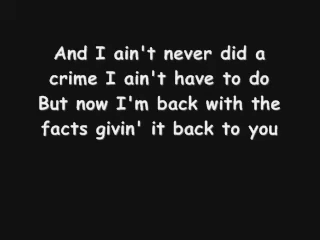 And I ain't never did a
crime I ain't have to do
But now I'm back with the
facts givin' it back to you